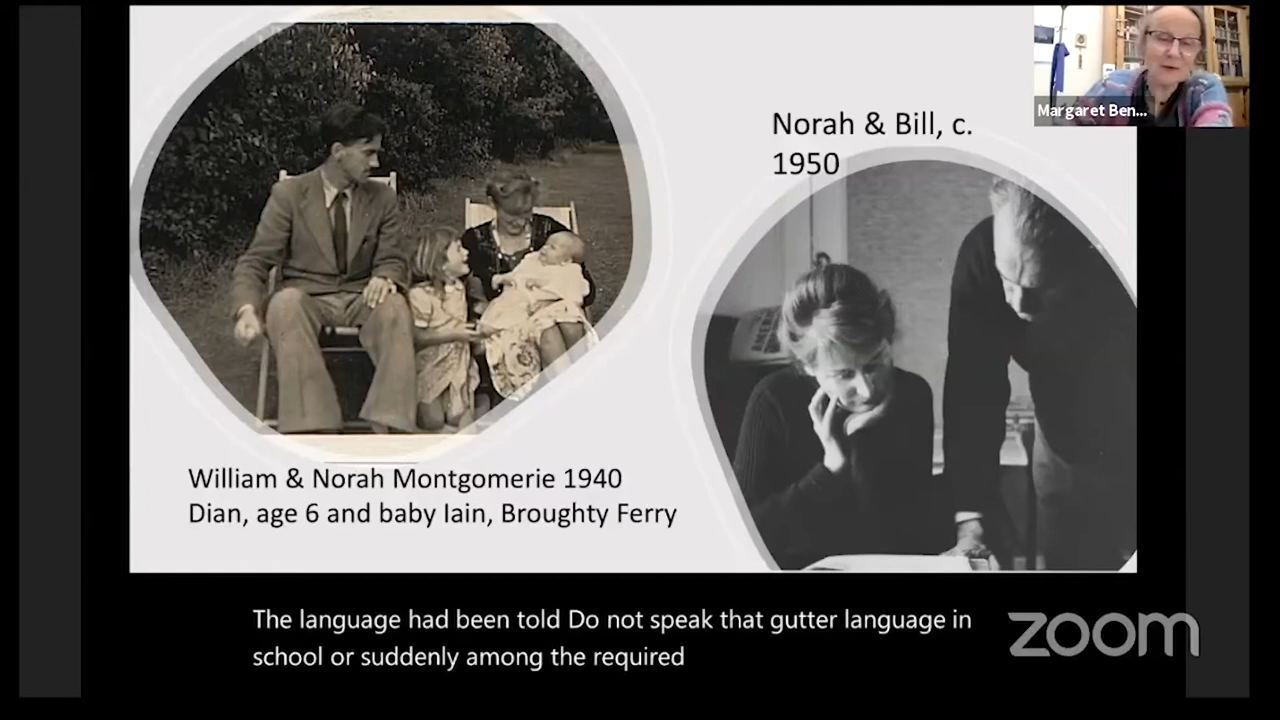 Margaret Ben...
Norah & Bill, c.
1950
William & Norah Montgomerie 1940
Dian, age 6 and baby Iain, Broughty Ferry
The language had been told Do not speak that gutter language in
school or suddenly among the required
zoom